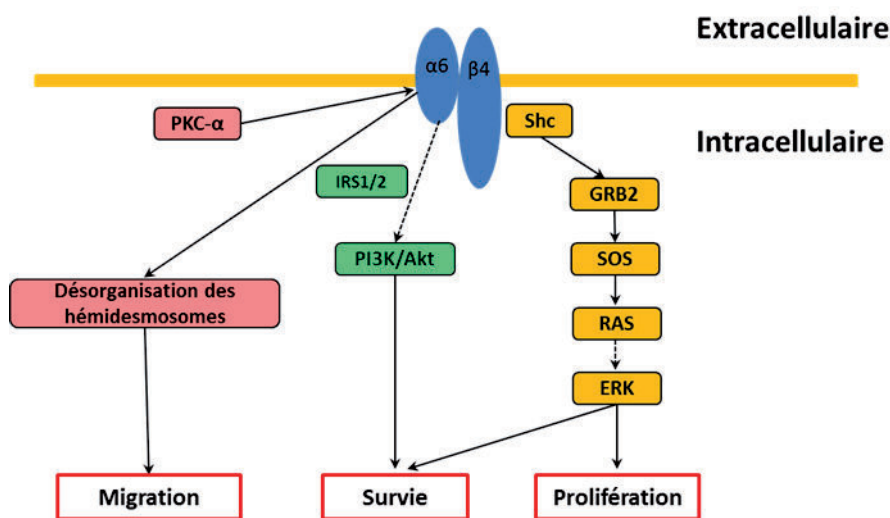 Extracellulaire
α6
β4
PKC-α
Shc
Intracellulaire
IRS1/2
GRB2
PI3K/Akt
SOS
Désorganisation des
hémidesmosomes
RAS
ERK
Migration
Survie
Prolifération